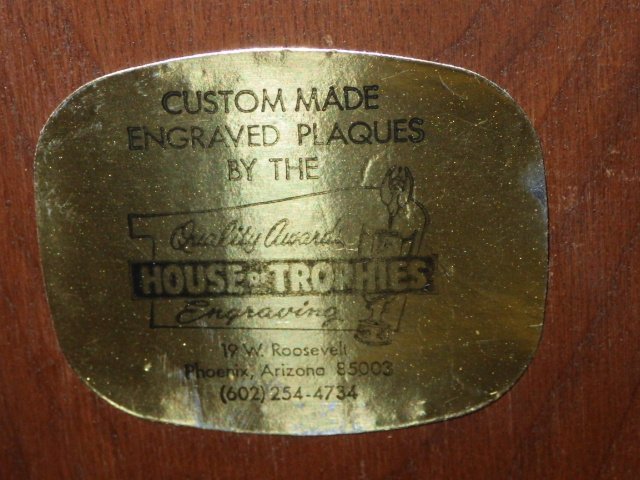 CUSTOM MADE
ENGRAVED PLAQUES
BY THE
Quality Awards
HOUSE OF TROPHIES
Engraving
19 W. Roosevelt
Phoenix, Arizona 85003
(602) 254-4734